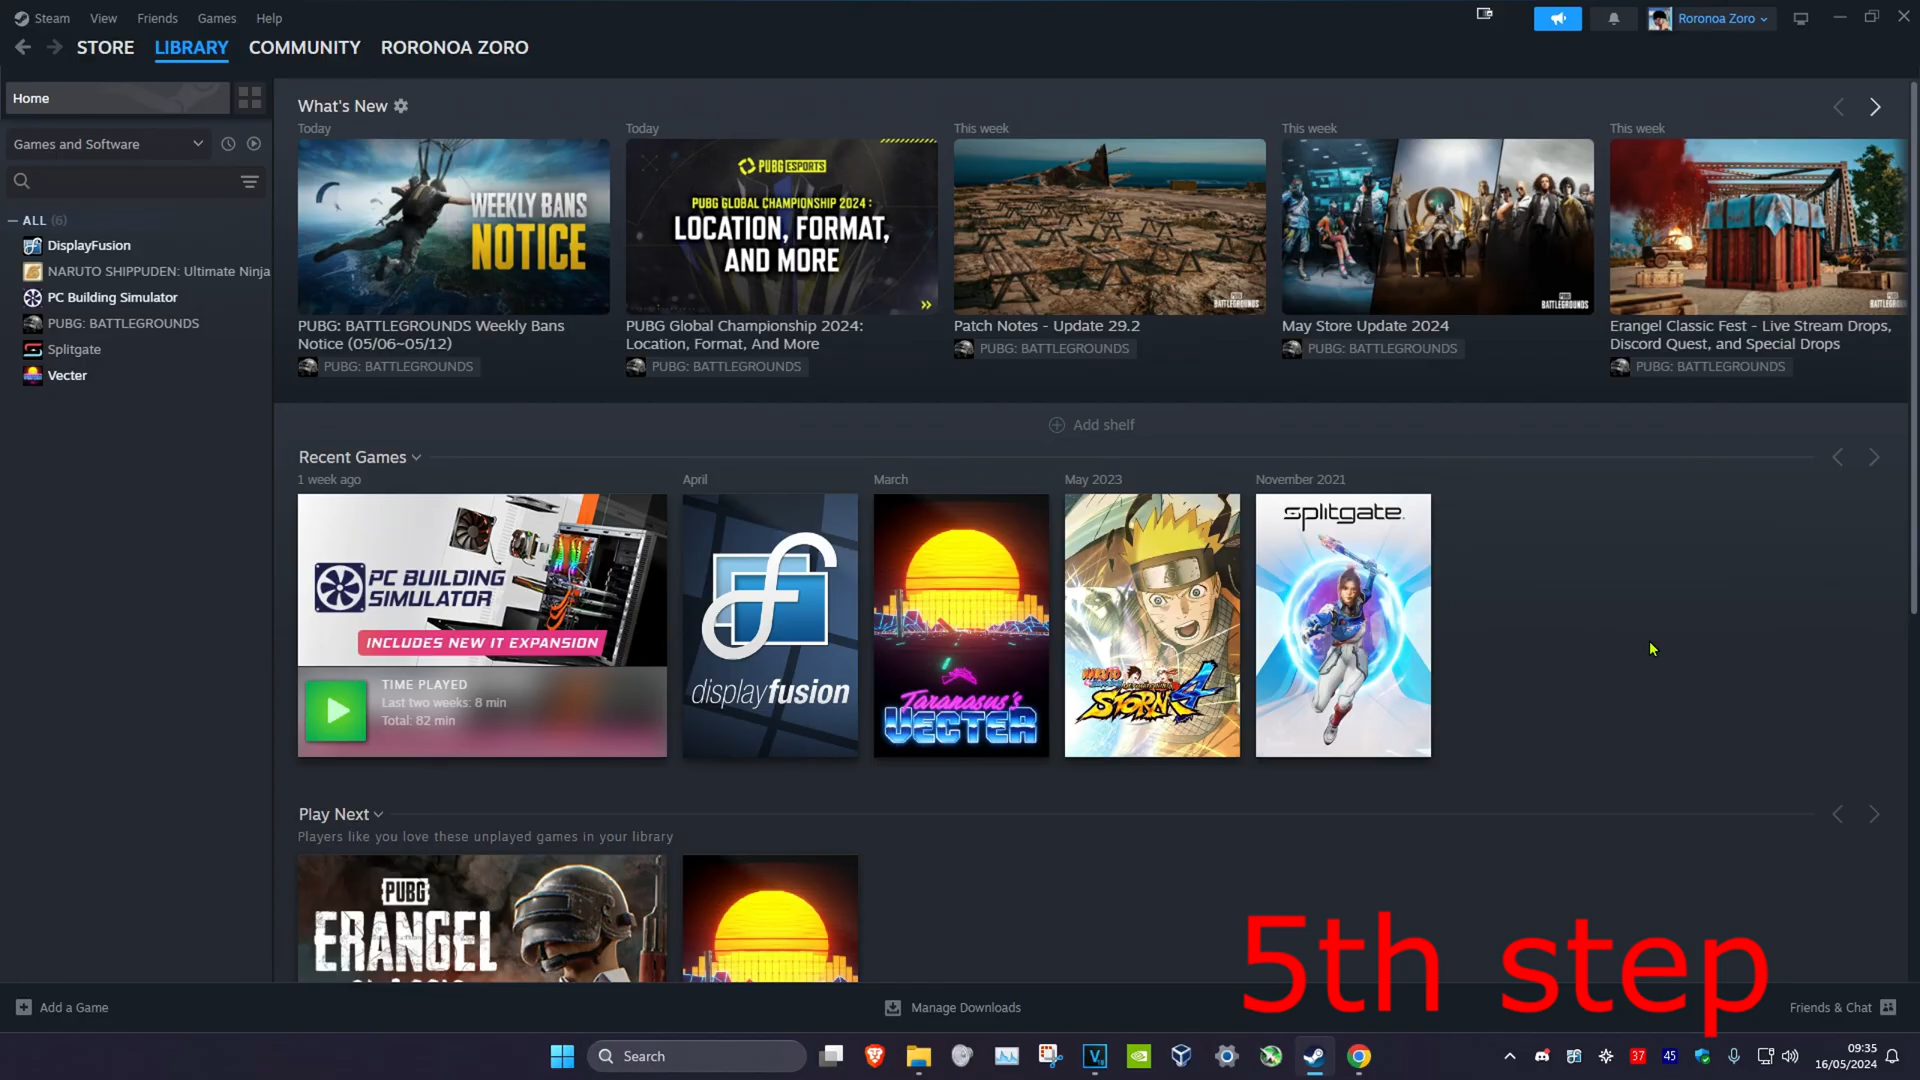 Steam View Friends Games Help
Roronoa Zoro
STORE LIBRARY COMMUNITY RORONOA ZORO
Home
Games and Software
ALL (6)
DisplayFusion
NARUTO SHIPPUDEN: Ultimate Ninja
PC Building Simulator
PUBG: BATTLEGROUNDS
Splitgate
Vecter
What's New
Today
WEEKLY BANS
NOTICE
PUBG: BATTLEGROUNDS Weekly Bans
Notice (05/06~05/12)
PUBG: BATTLEGROUNDS
Today
PUBG ESPORTS
PUBG GLOBAL CHAMPIONSHIP 2024 :
LOCATION, FORMAT,
AND MORE
PUBG Global Championship 2024:
Location, Format, And More
PUBG: BATTLEGROUNDS
This week
BATTLEGROUNDS
Patch Notes - Update 29.2
PUBG: BATTLEGROUNDS
This week
BATTLEGROUNDS
May Store Update 2024
PUBG: BATTLEGROUNDS
This week
Erangel Classic Fest - Live Stream Drops,
Discord Quest, and Special Drops
PUBG: BATTLEGROUNDS
Add shelf
Recent Games
1 week ago
PC BUILDING
SIMULATOR
INCLUDES NEW IT EXPANSION
TIME PLAYED
Last two weeks: 8 min
Total: 82 min
April
displayfusion
March
Taranasus's
VECTER
May 2023
NARUTO
STORM 4
November 2021
splitgate
Play Next
Players like you love these unplayed games in your library
PUBG
ERANGEL
5th step
Add a Game
Manage Downloads
Friends & Chat
Search
37
45
09:35
16/05/2024